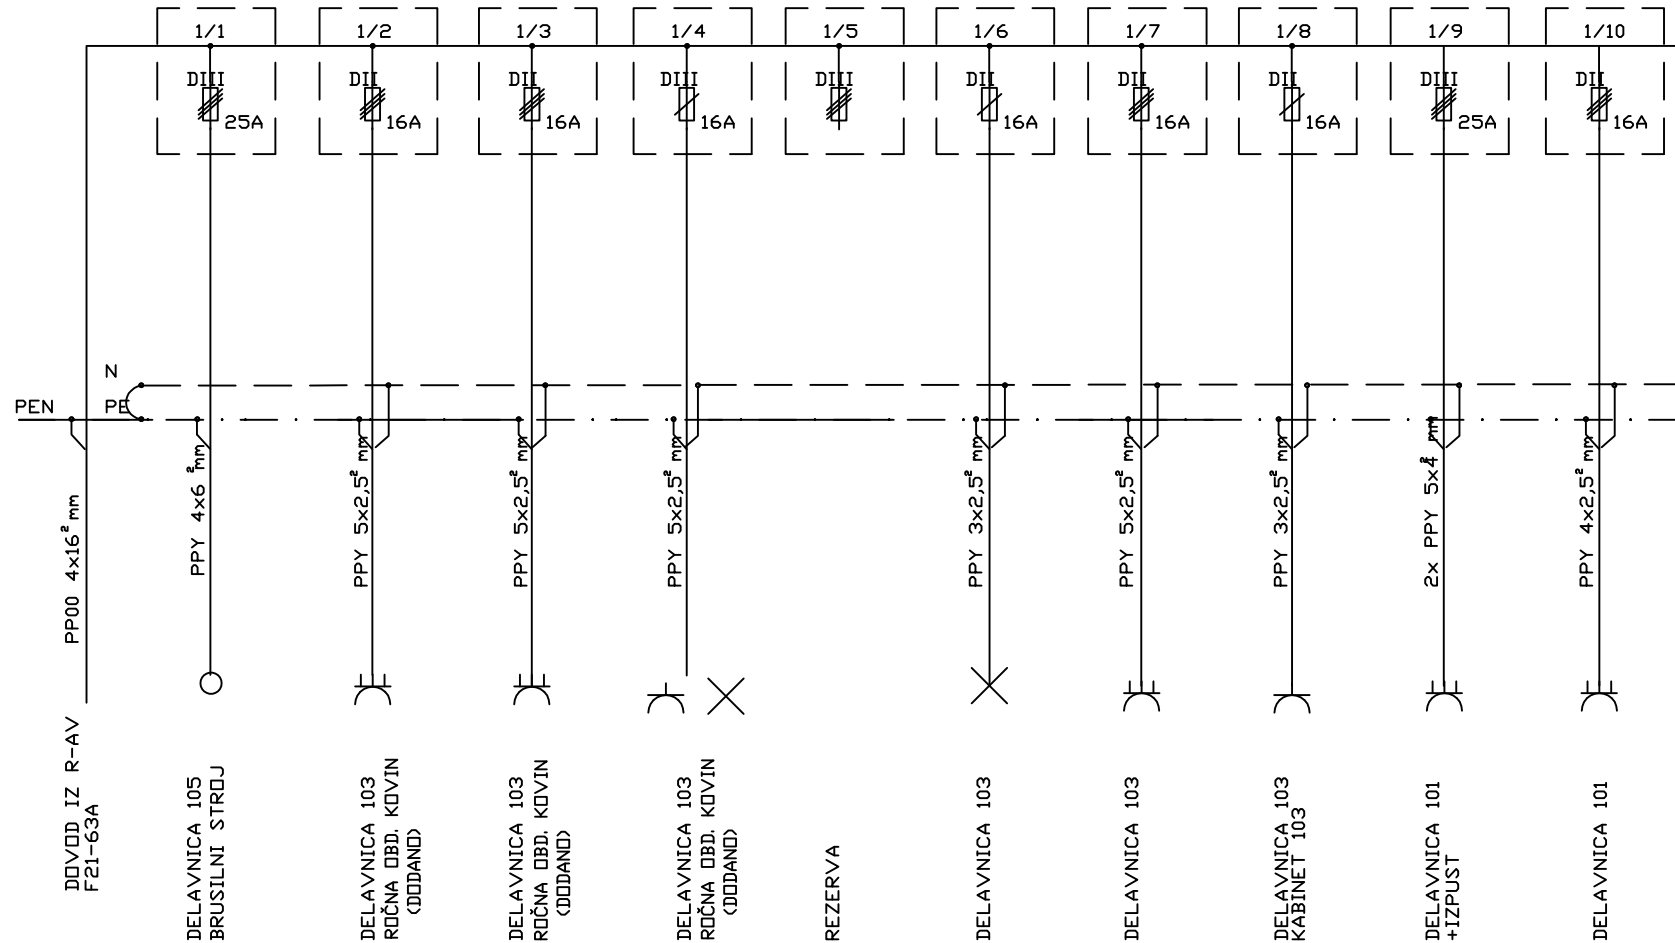 1/1
1/2
1/3
1/4
1/5
1/6
1/7
1/8
1/9
1/10
DIII
DII
DII
DIII
DIII
DII
DII
DII
DIII
DII
25A
16A
16A
16A
16A
16A
16A
25A
16A
N
PEN
PE
PP00 4x16² mm
PPY 4x6² mm
PPY 5x2,5² mm
PPY 5x2,5² mm
PPY 5x2,5² mm
PPY 3x2,5² mm
PPY 5x2,5² mm
PPY 3x2,5² mm
2x PPY 5x4² mm
PPY 4x2,5² mm
DOVOD IZ R-AV
F21-63A
DELAVNICA 105
BRUSILNI STROJ
DELAVNICA 103
ROČNA OBD. KOVIN
(DODANO)
DELAVNICA 103
ROČNA OBD. KOVIN
(DODANO)
DELAVNICA 103
ROČNA OBD. KOVIN
(DODANO)
REZERVA
DELAVNICA 103
DELAVNICA 103
DELAVNICA 103
KABINET 103
DELAVNICA 101
+IZPUST
DELAVNICA 101